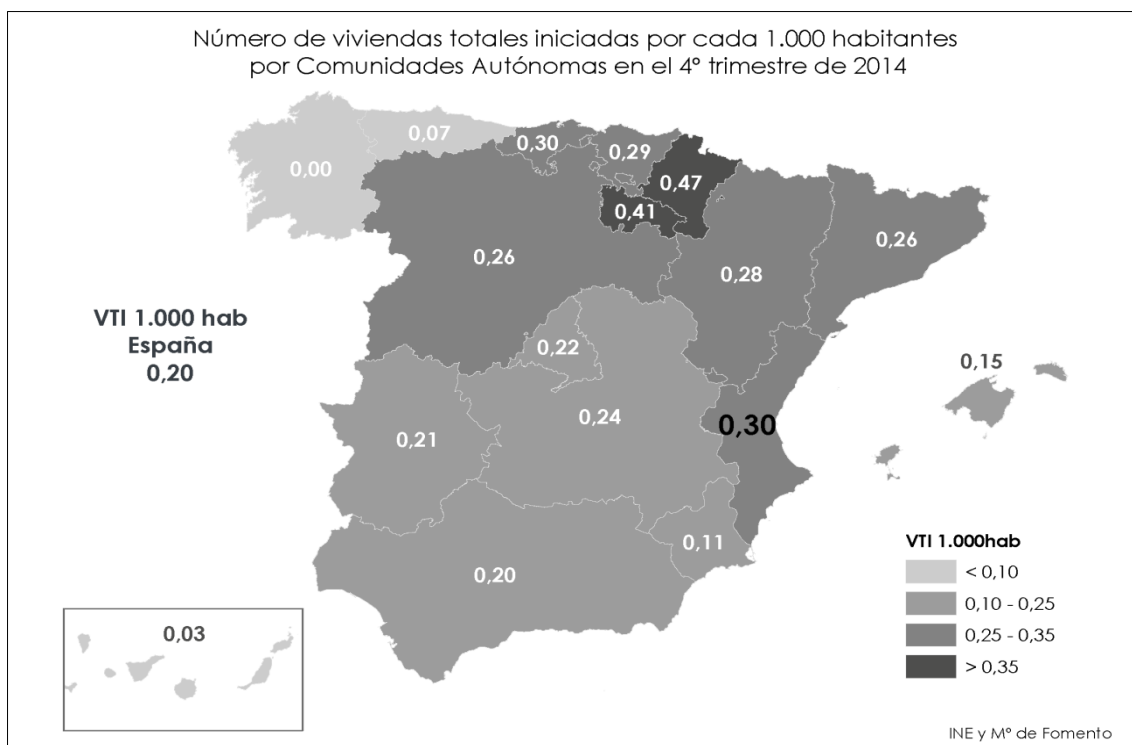 Número de viviendas totales iniciadas por cada 1.000 habitantes
por Comunidades Autónomas en el 4º trimestre de 2014
0,07
0,30
0,29
0,00
0,47
0,41
0,26
0,26
0,28
VTI 1.000 hab
España
0,20
0,22
0,15
0,24
0,30
0,21
0,11
0,20
VTI 1.000hab
< 0,10
0,10 - 0,25
0,25 - 0,35
> 0,35
0,03
INE y Mº de Fomento